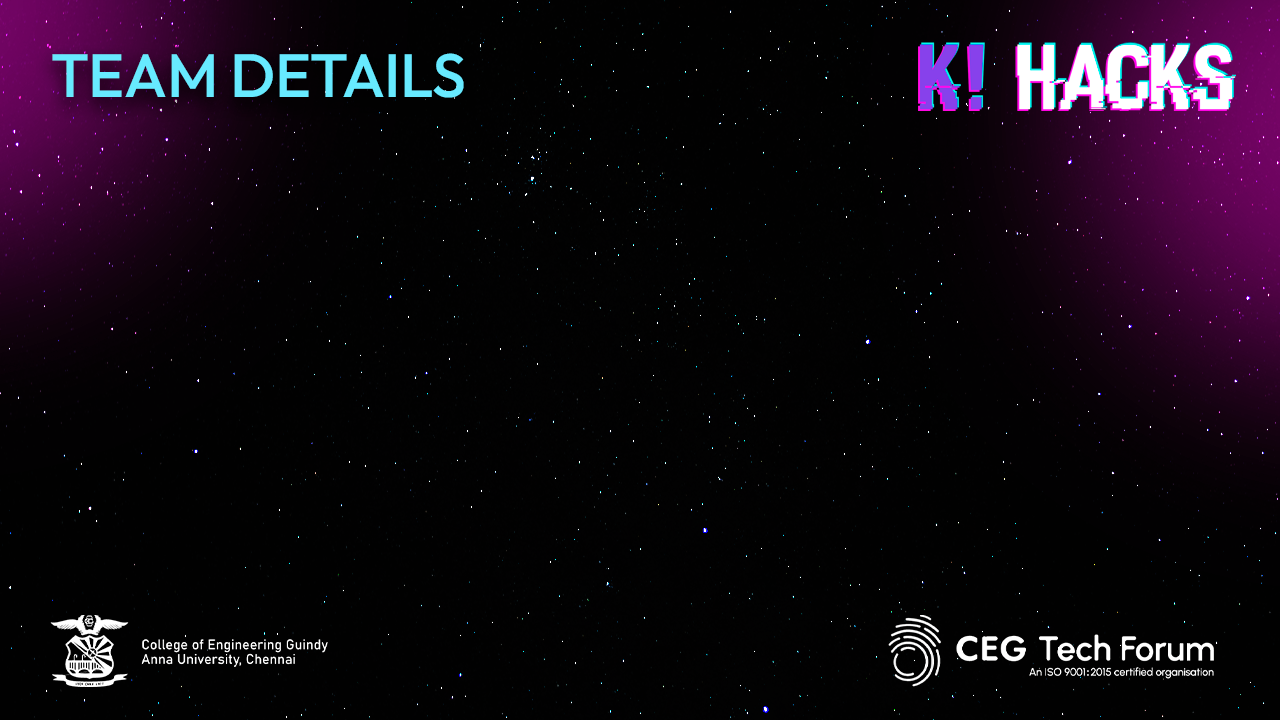 TEAM DETAILS
K! HACKS
College of Engineering Guindy
Anna University, Chennai
CEG Tech Forum
An ISO 9001:2015 certified organisation